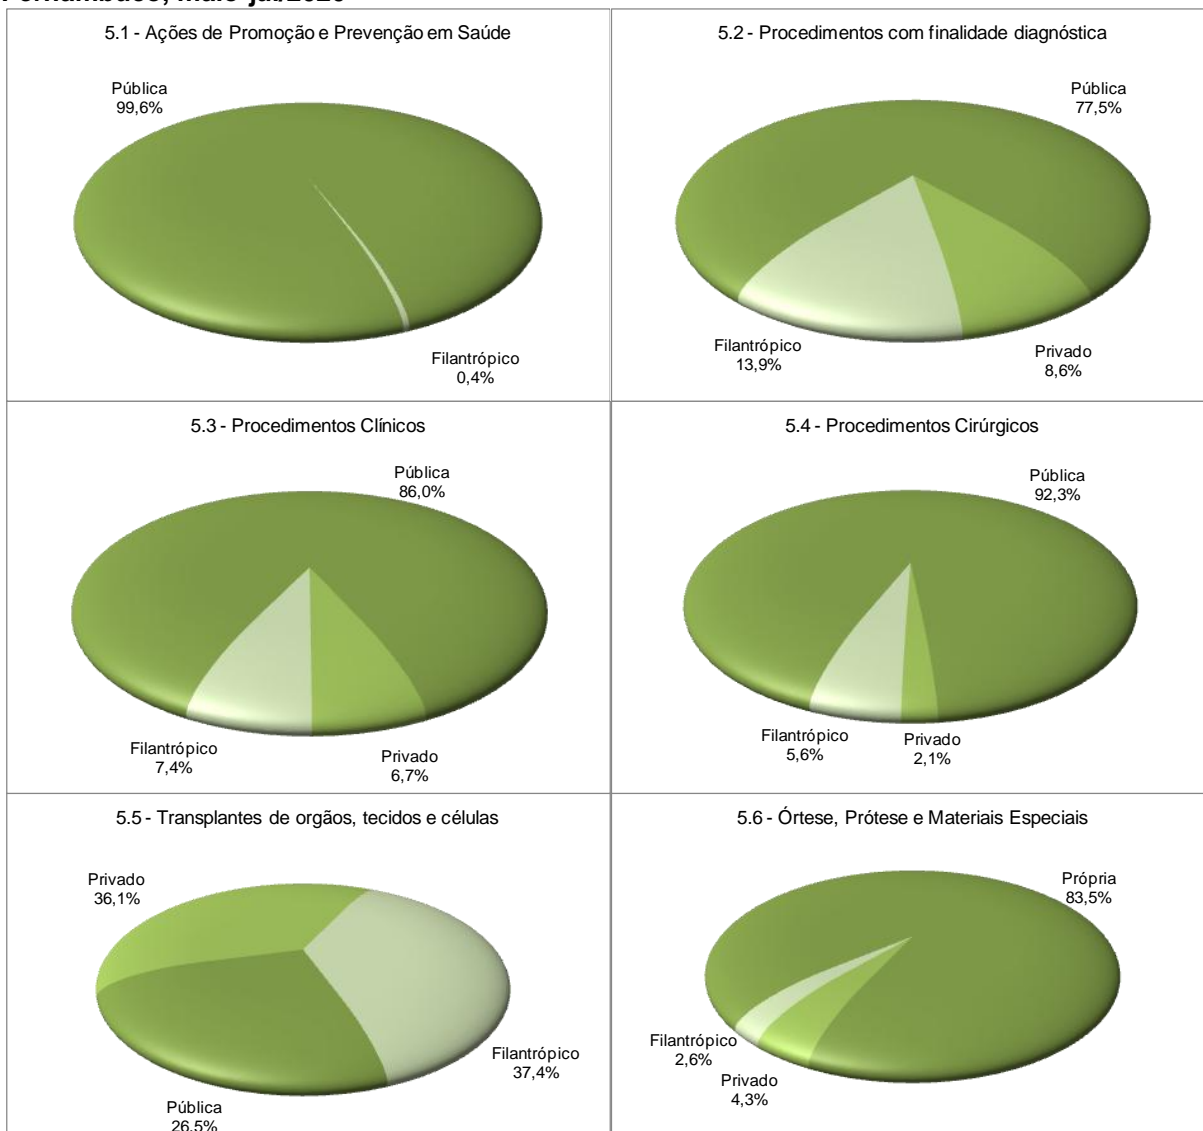 5.1 - Ações de Promoção e Prevenção em Saúde
Pública
99,6%
Filantrópico
0,4%
5.2 - Procedimentos com finalidade diagnóstica
Pública
77,5%
Filantrópico
13,9%
Privado
8,6%
5.3 - Procedimentos Clínicos
Pública
86,0%
Filantrópico
7,4%
Privado
6,7%
5.4 - Procedimentos Cirúrgicos
Pública
92,3%
Filantrópico
5,6%
Privado
2,1%
5.5 - Transplantes de orgãos, tecidos e células
Privado
36,1%
Filantrópico
37,4%
Pública
26,5%
5.6 - Órtese, Prótese e Materiais Especiais
Própria
83,5%
Filantrópico
2,6%
Privado
4,3%